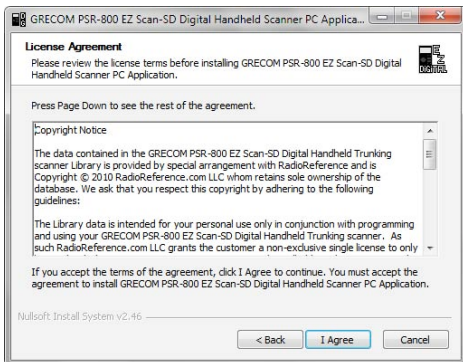 GRECOM PSR-800 EZ Scan-SD Digital Handheld Scanner PC Applica...
License Agreement
Please review the license terms before installing GRECOM PSR-800 EZ Scan-SD Digital
Handheld Scanner PC Application.
EZ
DIGITAL
Press Page Down to see the rest of the agreement.
Copyright Notice
The data contained in the GRECOM PSR-800 EZ Scan-SD Digital Handheld Trunking
scanner Library is provided by special arrangement with RadioReference and is
Copyright © 2010 RadioReference.com LLC whom retains sole ownership of the
database. We ask that you respect this copyright by adhering to the following
guidelines:
The Library data is intended for your personal use only in conjunction with programming
and using your GRECOM PSR-800 EZ Scan-SD Digital Handheld Trunking scanner. As
such RadioReference.com LLC grants the customer a non-exclusive single license to only
If you accept the terms of the agreement, click I Agree to continue. You must accept the
agreement to install GRECOM PSR-800 EZ Scan-SD Digital Handheld Scanner PC Application.
Nullsoft Install System v2.46
< Back
I Agree
Cancel